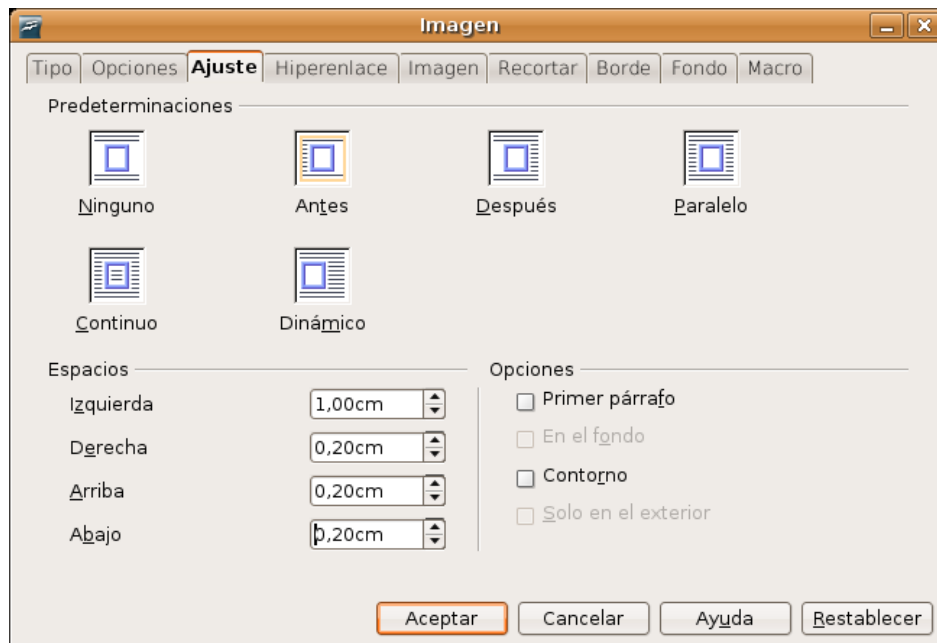 Imagen
Tipo Opciones Ajuste Hiperenlace Imagen Recortar Borde Fondo Macro
Predeterminaciones
Ninguno Antes Después Paralelo
Continuo Dinámico
Espacios
Izquierda 1,00cm
Derecha 0,20cm
Arriba 0,20cm
Abajo 0,20cm
Opciones
Primer párrafo
En el fondo
Contorno
Solo en el exterior
Aceptar Cancelar Ayuda Restablecer